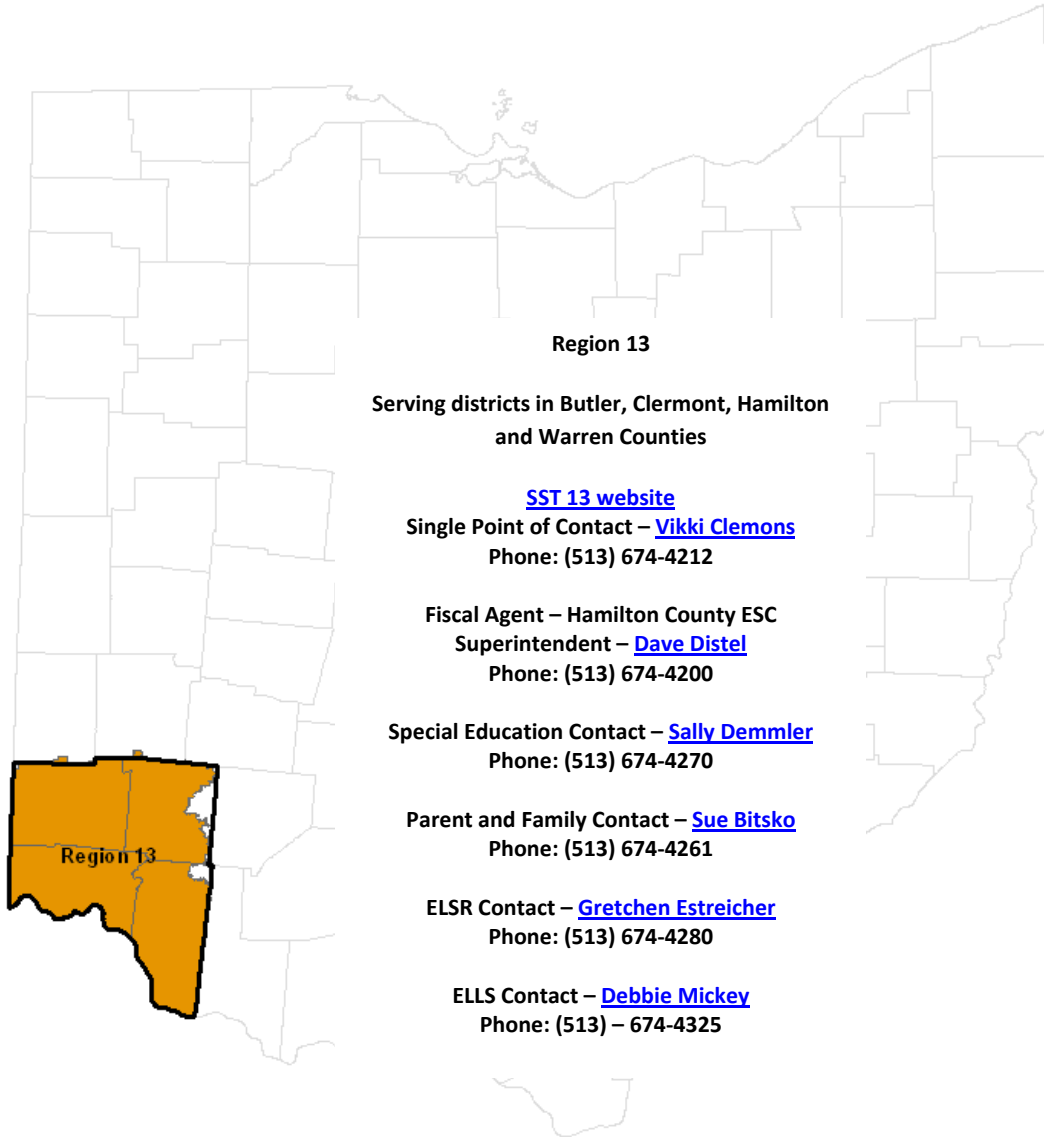 Region 13
Serving districts in Butler, Clermont, Hamilton
and Warren Counties
SST 13 website
Single Point of Contact – Vikki Clemons
Phone: (513) 674-4212
Fiscal Agent – Hamilton County ESC
Superintendent – Dave Distel
Phone: (513) 674-4200
Special Education Contact – Sally Demmler
Phone: (513) 674-4270
Parent and Family Contact – Sue Bitsko
Phone: (513) 674-4261
ELSR Contact – Gretchen Estreicher
Phone: (513) 674-4280
ELLS Contact – Debbie Mickey
Phone: (513) – 674-4325
Region 13